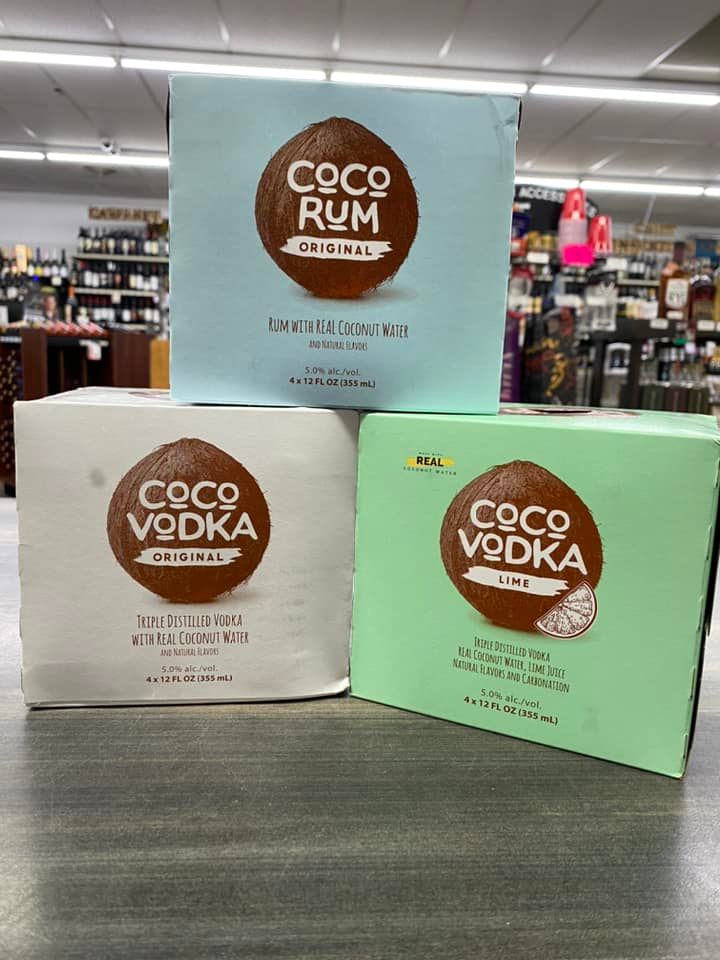 COCO
RUM
ORIGINAL
RUM WITH REAL COCONUT WATER
AND NATURAL FLAVORS
5.0% alc./vol.
4 x 12 FL OZ (355 mL)
COCO
VODKA
ORIGINAL
TRIPLE DISTILLED VODKA
WITH REAL COCONUT WATER
AND NATURAL FLAVORS
5.0% alc./vol.
4 x 12 FL OZ (355 mL)
MADE WITH
REAL
COCONUT WATER
COCO
VODKA
LIME
TRIPLE DISTILLED VODKA
REAL COCONUT WATER, LIME JUICE
NATURAL FLAVORS AND CARBONATION
5.0% alc./vol.
4 x 12 FL OZ (355 mL)